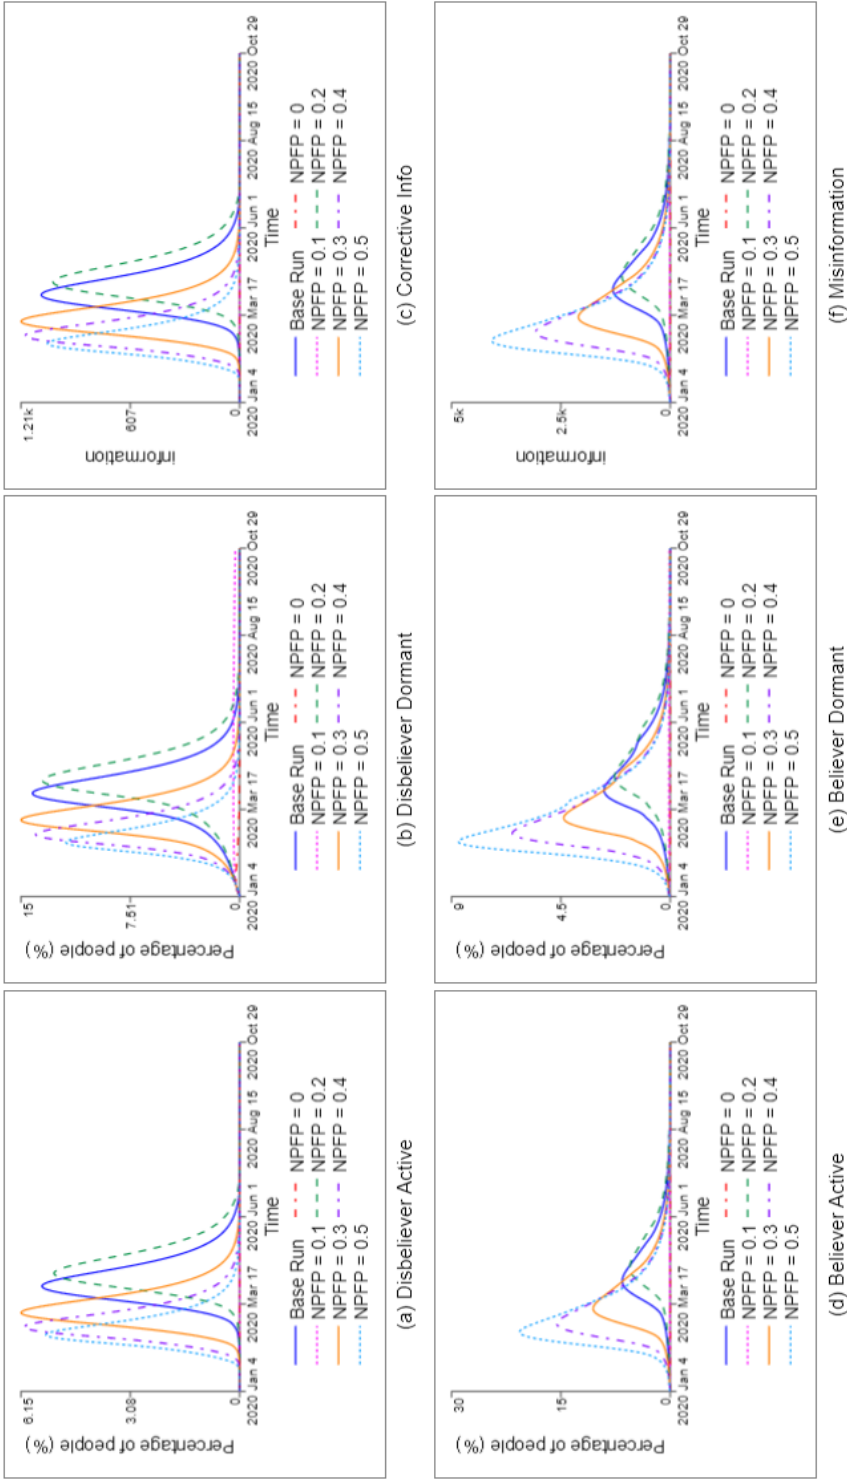 6.15
3.08
0
Percentage of people (%)
2020 Jan 4 2020 Mar 17 2020 Jun 1 2020 Aug 15 2020 Oct 29
Time
Base Run NPFP = 0
NPFP = 0.1 NPFP = 0.2
NPFP = 0.3 NPFP = 0.4
NPFP = 0.5
(a) Disbeliever Active
15
7.51
0
Percentage of people (%)
2020 Jan 4 2020 Mar 17 2020 Jun 1 2020 Aug 15 2020 Oct 29
Time
Base Run NPFP = 0
NPFP = 0.1 NPFP = 0.2
NPFP = 0.3 NPFP = 0.4
NPFP = 0.5
(b) Disbeliever Dormant
1.21k
607
0
information
2020 Jan 4 2020 Mar 17 2020 Jun 1 2020 Aug 15 2020 Oct 29
Time
Base Run NPFP = 0
NPFP = 0.1 NPFP = 0.2
NPFP = 0.3 NPFP = 0.4
NPFP = 0.5
(c) Corrective Info
30
15
0
Percentage of people (%)
2020 Jan 4 2020 Mar 17 2020 Jun 1 2020 Aug 15 2020 Oct 29
Time
Base Run NPFP = 0
NPFP = 0.1 NPFP = 0.2
NPFP = 0.3 NPFP = 0.4
NPFP = 0.5
(d) Believer Active
9
4.5
0
Percentage of people (%)
2020 Jan 4 2020 Mar 17 2020 Jun 1 2020 Aug 15 2020 Oct 29
Time
Base Run NPFP = 0
NPFP = 0.1 NPFP = 0.2
NPFP = 0.3 NPFP = 0.4
NPFP = 0.5
(e) Believer Dormant
5k
2.5k
0
information
2020 Jan 4 2020 Mar 17 2020 Jun 1 2020 Aug 15 2020 Oct 29
Time
Base Run NPFP = 0
NPFP = 0.1 NPFP = 0.2
NPFP = 0.3 NPFP = 0.4
NPFP = 0.5
(f) Misinformation